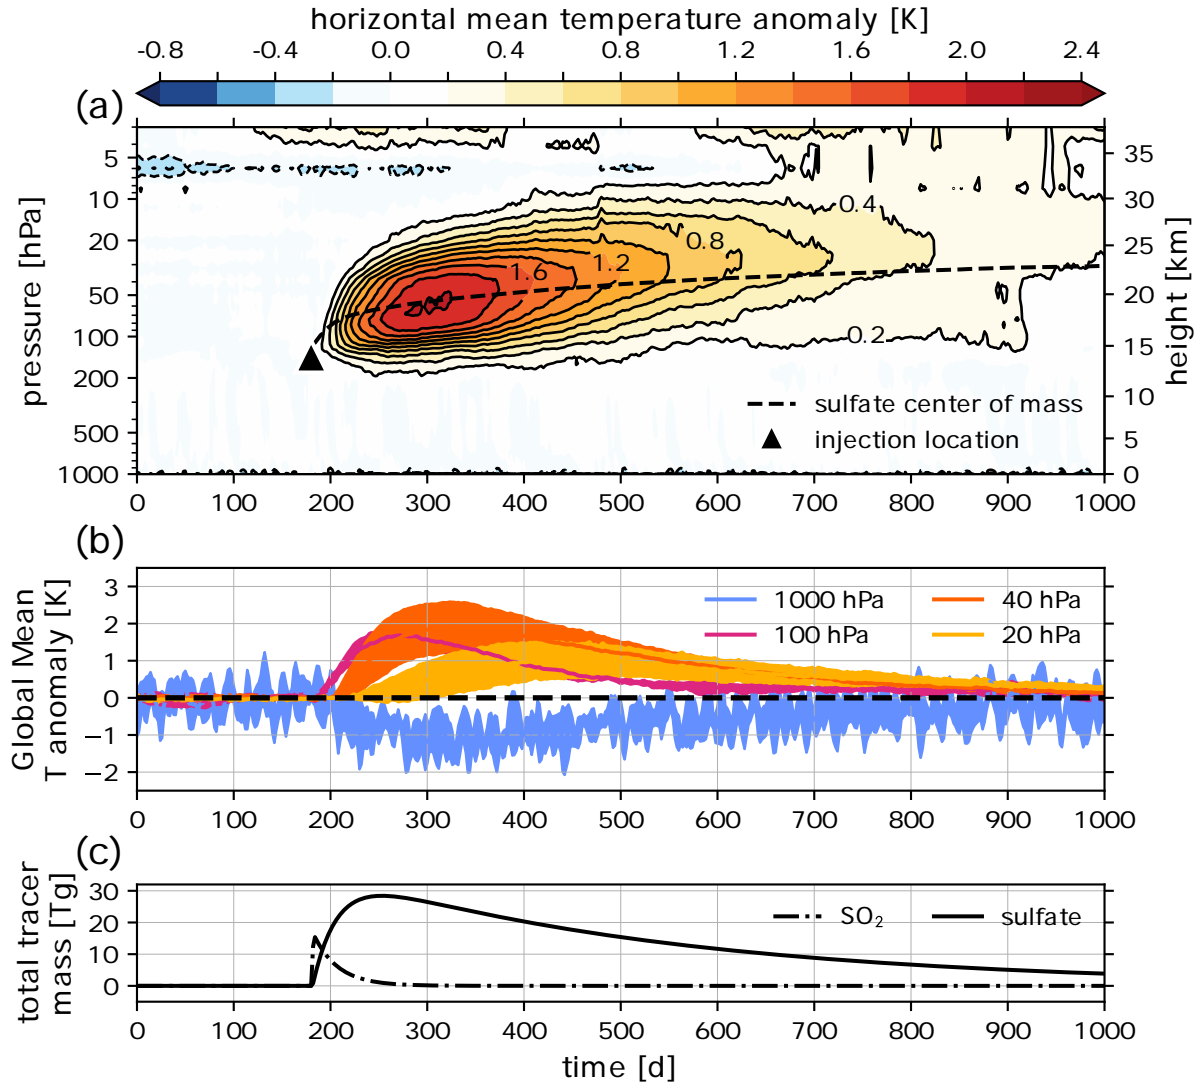 horizontal mean temperature anomaly [K]
-0.8 -0.4 0.0 0.4 0.8 1.2 1.6 2.0 2.4
(a)
pressure [hPa]
5
10
20
50
100
200
500
1000
35
30
25
20
15
10
5
0
height [km]
0.4
0.8
1.2
1.6
0.2
sulfate center of mass
injection location
0 100 200 300 400 500 600 700 800 900 1000
(b)
Global Mean
T anomaly [K]
3
2
1
0
−1
−2
1000 hPa
100 hPa
40 hPa
20 hPa
0 100 200 300 400 500 600 700 800 900 1000
(c)
total tracer
mass [Tg]
30
20
10
0
SO₂
sulfate
0 100 200 300 400 500 600 700 800 900 1000
time [d]